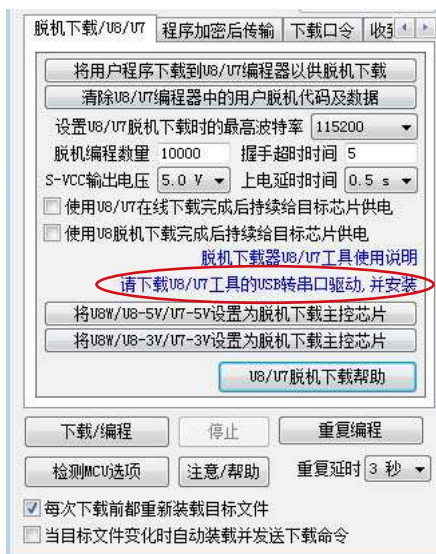 脱机下载/U8/U7 程序加密后传输 下载口令
将用户程序下载到U8/U7编程器以供脱机下载
清除U8/U7编程器中的用户脱机代码及数据
设置U8/U7脱机下载时的最高波特率 115200
脱机编程数量 10000 握手超时时间 5
S-VCC输出电压 5.0 V 上电延时时间 0.5 s
使用U8/U7在线下载完成后持续给目标芯片供电
使用U8脱机下载完成后持续给目标芯片供电
脱机下载器U8/U7工具使用说明
请下载U8/U7工具的USB转串口驱动,并安装
将U8W/U8-5V/U7-5V设置为脱机下载主控芯片
将U8W/U8-3V/U7-3V设置为脱机下载主控芯片
U8/U7脱机下载帮助
下载/编程 停止 重复编程
检测MCU选项 注意/帮助 重复延时 3 秒
每次下载前都重新装载目标文件
当目标文件变化时自动装载并发送下载命令